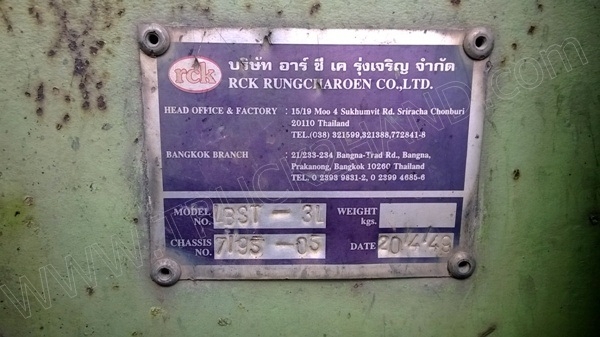 rck
บริษัท อาร์ ซี เค รุ่งเจริญ จำกัด
RCK RUNGCHAROEN CO.,LTD.
HEAD OFFICE & FACTORY : 15/19 Moo 4 Sukhumvit Rd. Sriracha Chonburi
20110 Thailand
TEL.(038) 321599,321388,772841-8
BANGKOK BRANCH : 21/233-234 Bangna-Trad Rd., Bangna,
Prakanong, Bangkok 10260 Thailand
TEL. 0 2393 9831-2, 0 2399 4685-6
MODEL NO. BST - 3L WEIGHT kgs.
CHASSIS NO. 7195 - 05 DATE 20.4.49